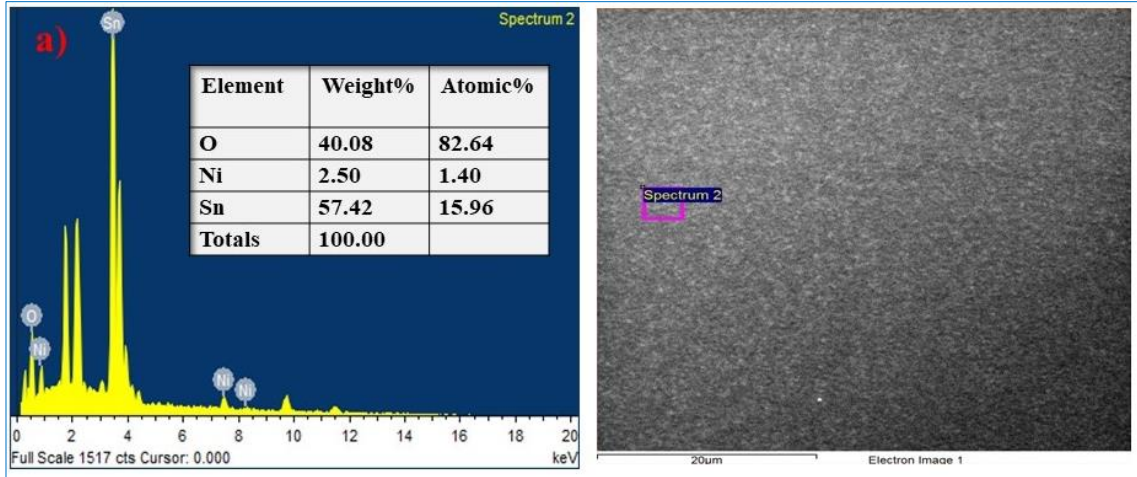 a)
Spectrum 2
Sn
Element Weight% Atomic%
O 40.08 82.64
Ni 2.50 1.40
Sn 57.42 15.96
Totals 100.00
O
Ni
Ni
Ni
0 2 4 6 8 10 12 14 16 18 20
Full Scale 1517 cts Cursor: 0.000 keV
Spectrum 2
20um Electron Image 1